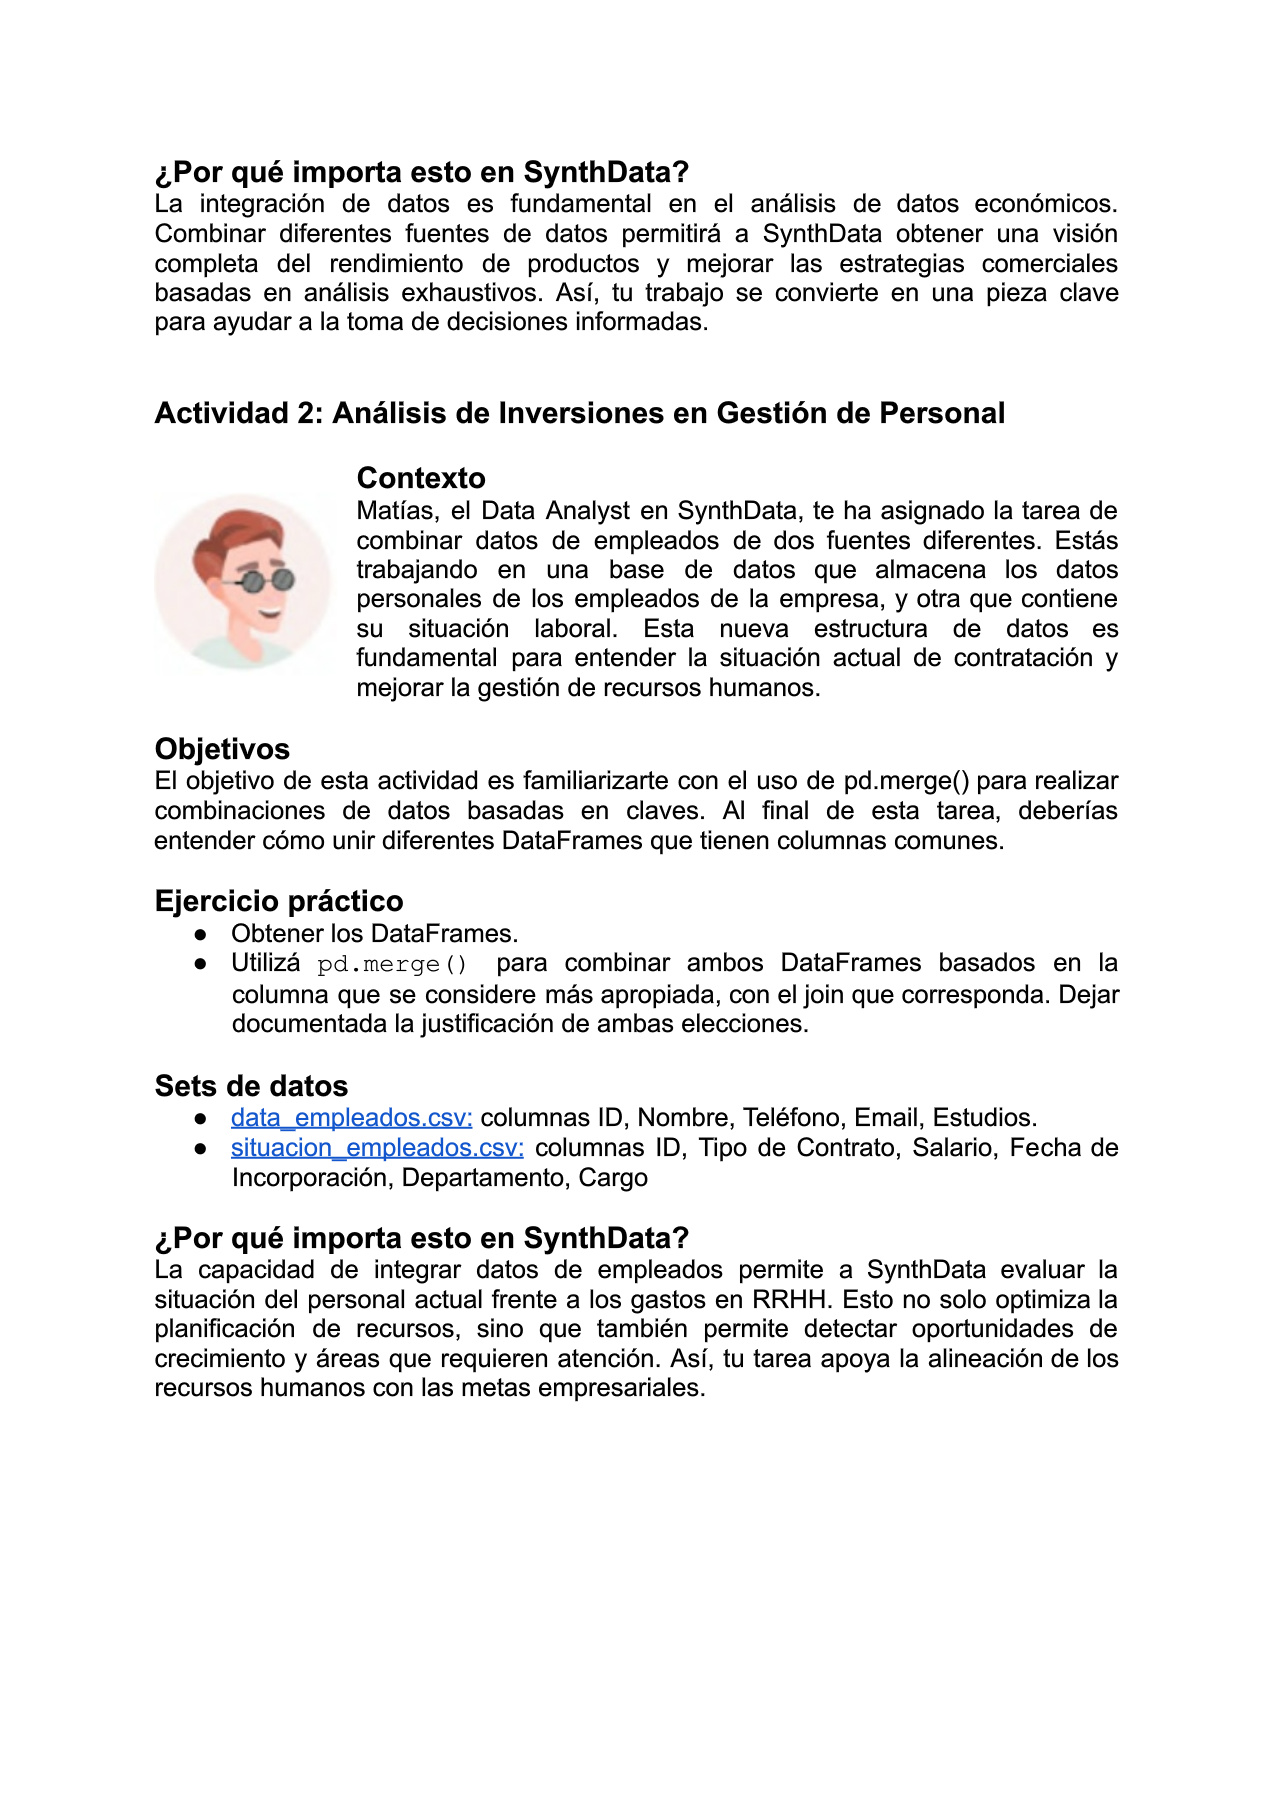 ¿Por qué importa esto en SynthData?
La integración de datos es fundamental en el análisis de datos económicos.
Combinar diferentes fuentes de datos permitirá a SynthData obtener una visión
completa del rendimiento de productos y mejorar las estrategias comerciales
basadas en análisis exhaustivos. Así, tu trabajo se convierte en una pieza clave
para ayudar a la toma de decisiones informadas.
Actividad 2: Análisis de Inversiones en Gestión de Personal
Contexto
Matías, el Data Analyst en SynthData, te ha asignado la tarea de
combinar datos de empleados de dos fuentes diferentes. Estás
trabajando en una base de datos que almacena los datos
personales de los empleados de la empresa, y otra que contiene
su situación laboral. Esta nueva estructura de datos es
fundamental para entender la situación actual de contratación y
mejorar la gestión de recursos humanos.
Objetivos
El objetivo de esta actividad es familiarizarte con el uso de pd.merge() para realizar
combinaciones de datos basadas en claves. Al final de esta tarea, deberías
entender cómo unir diferentes DataFrames que tienen columnas comunes.
Ejercicio práctico
● Obtener los DataFrames.
● Utilizá pd.merge() para combinar ambos DataFrames basados en la
columna que se considere más apropiada, con el join que corresponda. Dejar
documentada la justificación de ambas elecciones.
Sets de datos
● data_empleados.csv: columnas ID, Nombre, Teléfono, Email, Estudios.
● situacion_empleados.csv: columnas ID, Tipo de Contrato, Salario, Fecha de
Incorporación, Departamento, Cargo
¿Por qué importa esto en SynthData?
La capacidad de integrar datos de empleados permite a SynthData evaluar la
situación del personal actual frente a los gastos en RRHH. Esto no solo optimiza la
planificación de recursos, sino que también permite detectar oportunidades de
crecimiento y áreas que requieren atención. Así, tu tarea apoya la alineación de los
recursos humanos con las metas empresariales.